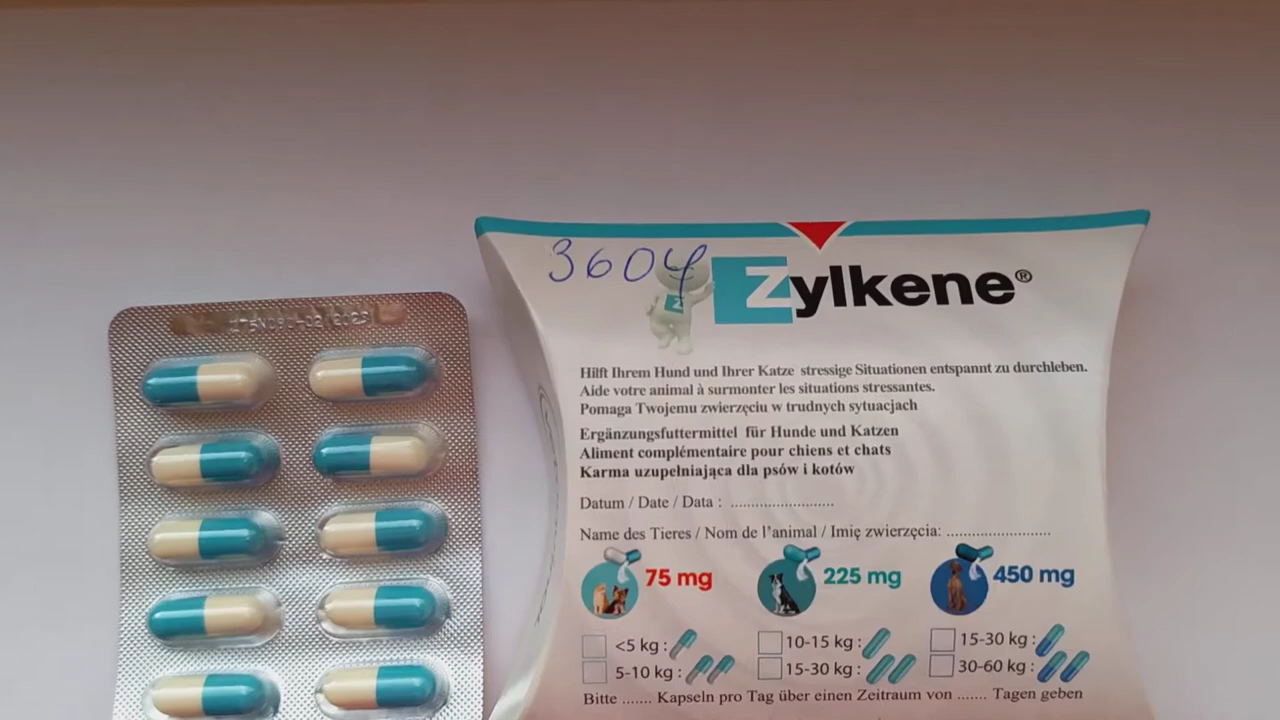 3604
Zylkene®
Z
Hilft Ihrem Hund und Ihrer Katze stressige Situationen entspannt zu durchleben.
Aide votre animal à surmonter les situations stressantes.
Pomaga Twojemu zwierzęciu w trudnych sytuacjach
Ergänzungsfuttermittel für Hunde und Katzen
Aliment complémentaire pour chiens et chats
Karma uzupełniająca dla psów i kotów
Datum / Date / Data : .........................
Name des Tieres / Nom de l'animal / Imię zwierzęcia: .........................
75 mg 225 mg 450 mg
<5 kg : 10-15 kg : 15-30 kg :
5-10 kg : 15-30 kg : 30-60 kg :
Bitte ....... Kapseln pro Tag über einen Zeitraum von ....... Tagen geben